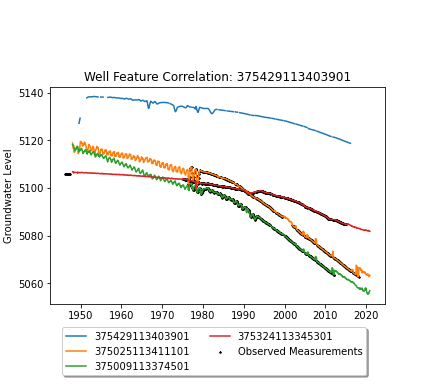 Well Feature Correlation: 375429113403901
Groundwater Level
5140
5120
5100
5080
5060
1950 1960 1970 1980 1990 2000 2010 2020
375429113403901
375025113411101
375009113374501
375324113345301
Observed Measurements